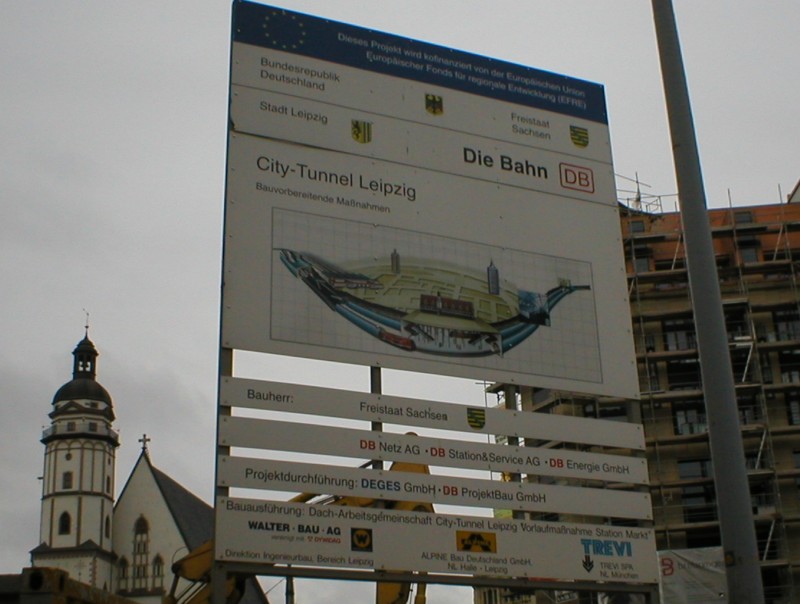 Dieses Projekt wird kofinanziert von der Europäischen Union
Europäischer Fonds für regionale Entwicklung (EFRE)
Bundesrepublik
Deutschland
Stadt Leipzig
Freistaat
Sachsen
Die Bahn DB
City-Tunnel Leipzig
Bauvorbereitende Maßnahmen
Bauherr:
Freistaat Sachsen
DB Netz AG · DB Station&Service AG · DB Energie GmbH
Projektdurchführung: DEGES GmbH · DB ProjektBau GmbH
Bauausführung: Dach-Arbeitsgemeinschaft City-Tunnel Leipzig "Vorlaufmaßnahme Station Markt"
WALTER · BAU · AG
vereinigt mit DYWIDAG
Direktion Ingenieurbau, Bereich Leipzig
ALPINE Bau Deutschland GmbH,
NL Halle - Leipzig
TREVI
TREVI SPA
NL München